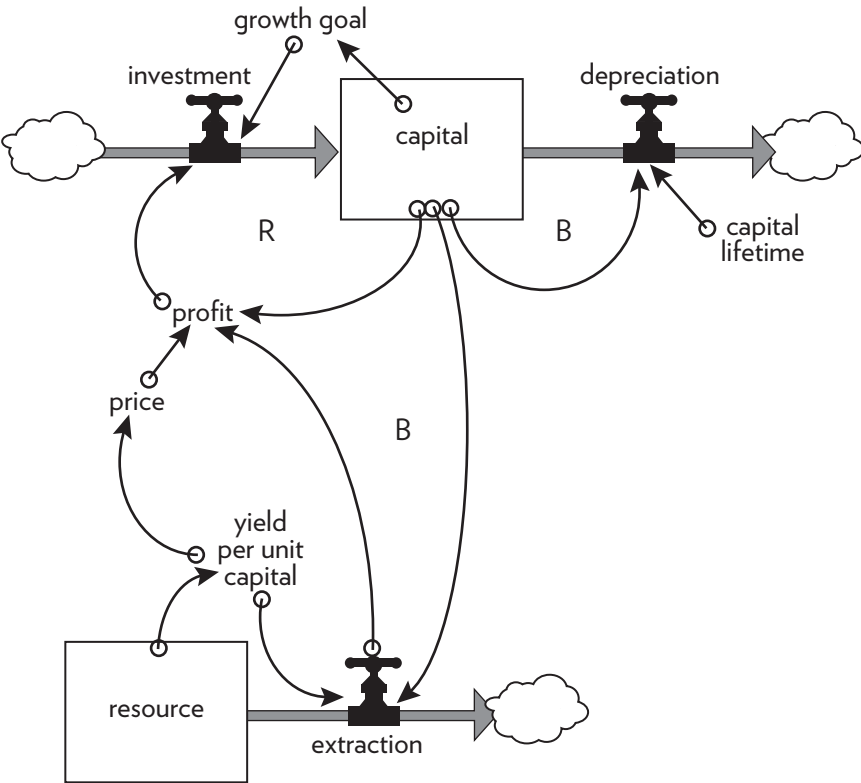 growth goal
investment
depreciation
capital
R
B
capital
lifetime
profit
price
B
yield
per unit
capital
resource
extraction